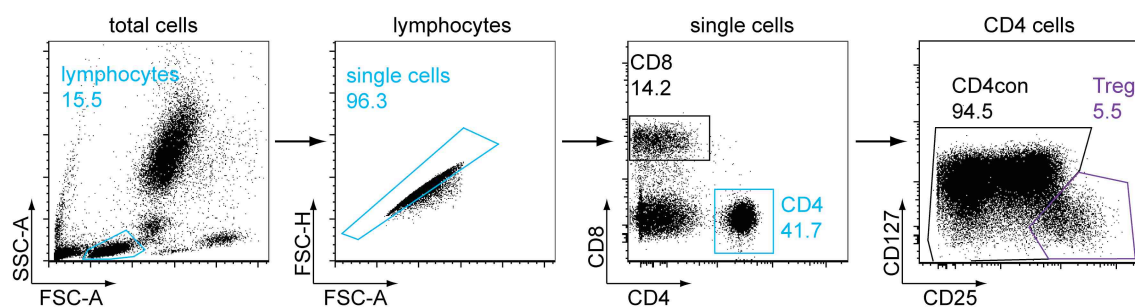 total cells
lymphocytes
15.5
SSC-A
FSC-A
lymphocytes
single cells
96.3
FSC-H
FSC-A
single cells
CD8
14.2
CD4
41.7
CD8
CD4
CD4 cells
CD4con
94.5
Treg
5.5
CD127
CD25